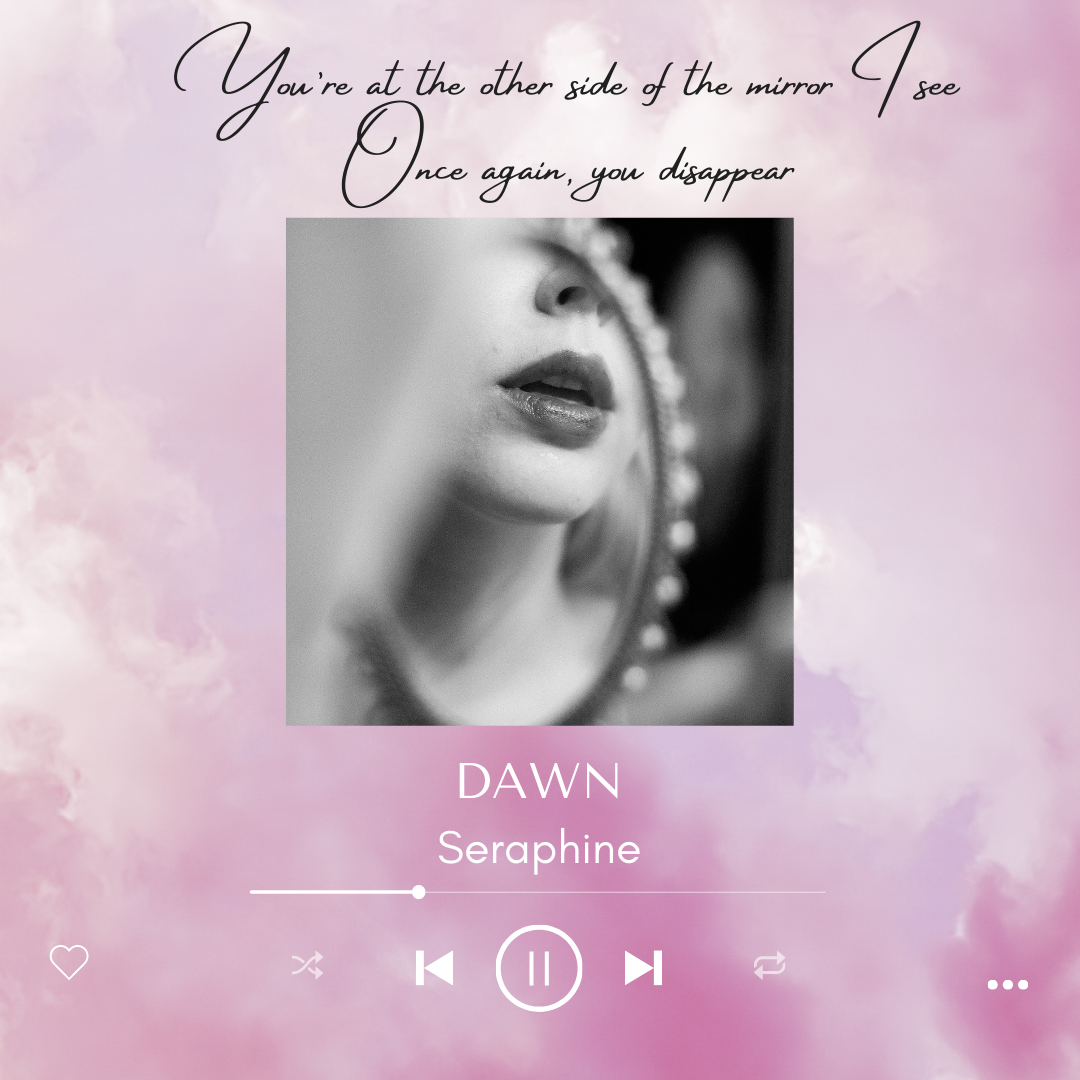 You're at the other side of the mirror I see
Once again, you disappear
DAWN
Seraphine